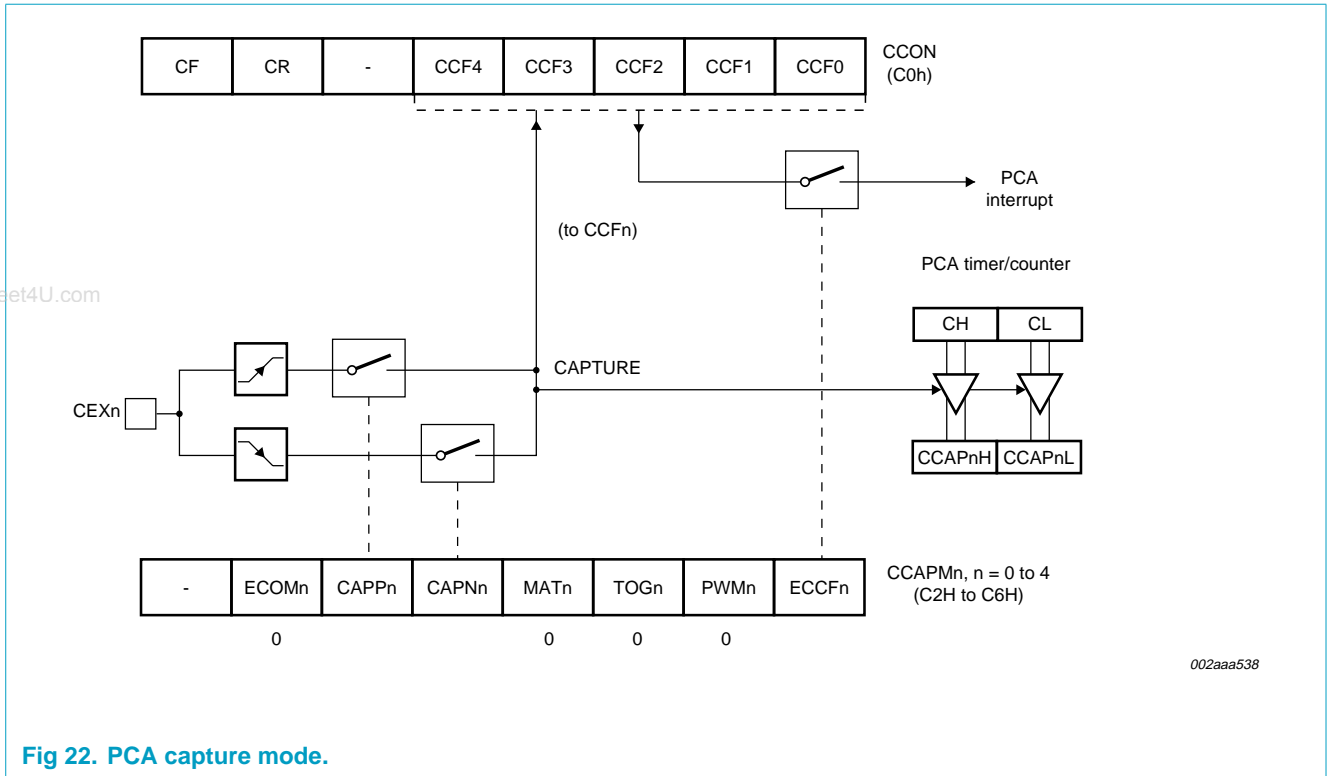 CF CR - CCF4 CCF3 CCF2 CCF1 CCF0
CCON
(C0h)
PCA
interrupt
(to CCFn)
PCA timer/counter
eet4U.com
CH CL
CAPTURE
CEXn
CCAPnH CCAPnL
- ECOMn CAPPn CAPNn MATn TOGn PWMn ECCFn
CCAPMn, n = 0 to 4
(C2H to C6H)
0 0 0 0
002aaa538
Fig 22. PCA capture mode.